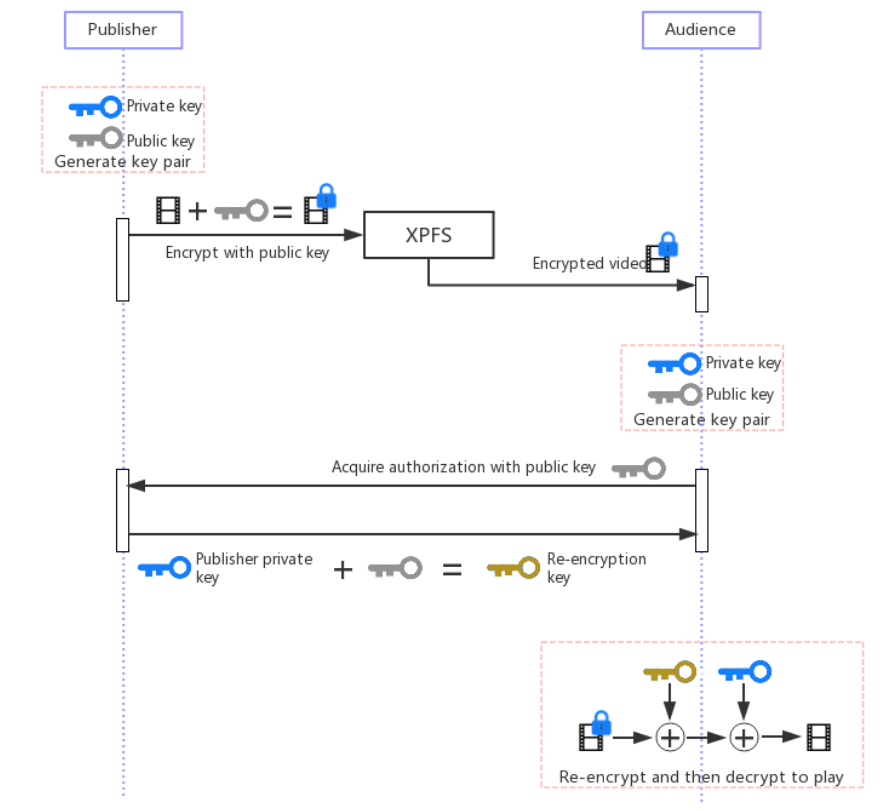 Publisher
Audience
Private key
Public key
Generate key pair
+ =
Encrypt with public key
XPFS
Encrypted video
Private key
Public key
Generate key pair
Acquire authorization with public key
Publisher private
key
+ =
Re-encryption
key
Re-encrypt and then decrypt to play